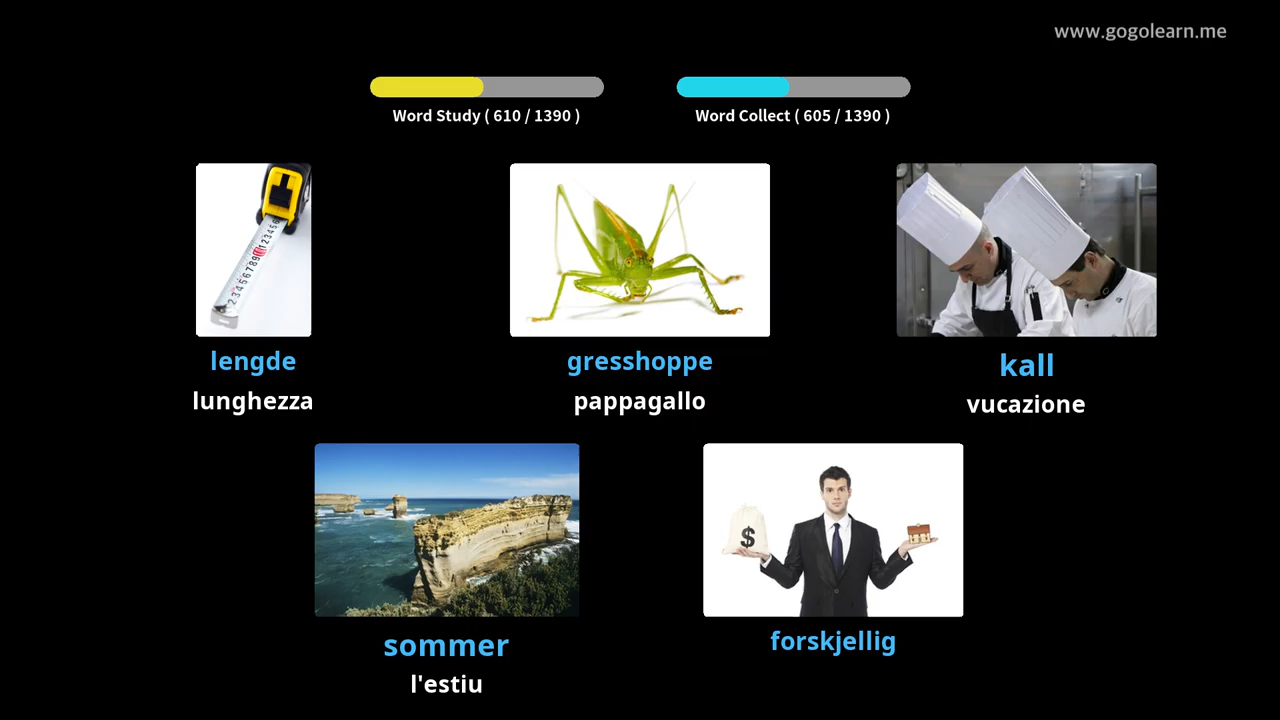 www.gogolearn.me
Word Study ( 610 / 1390 )
Word Collect ( 605 / 1390 )
lengde
lunghezza
gresshoppe
pappagallo
kall
vucazione
$
sommer
l'estiu
forskjellig